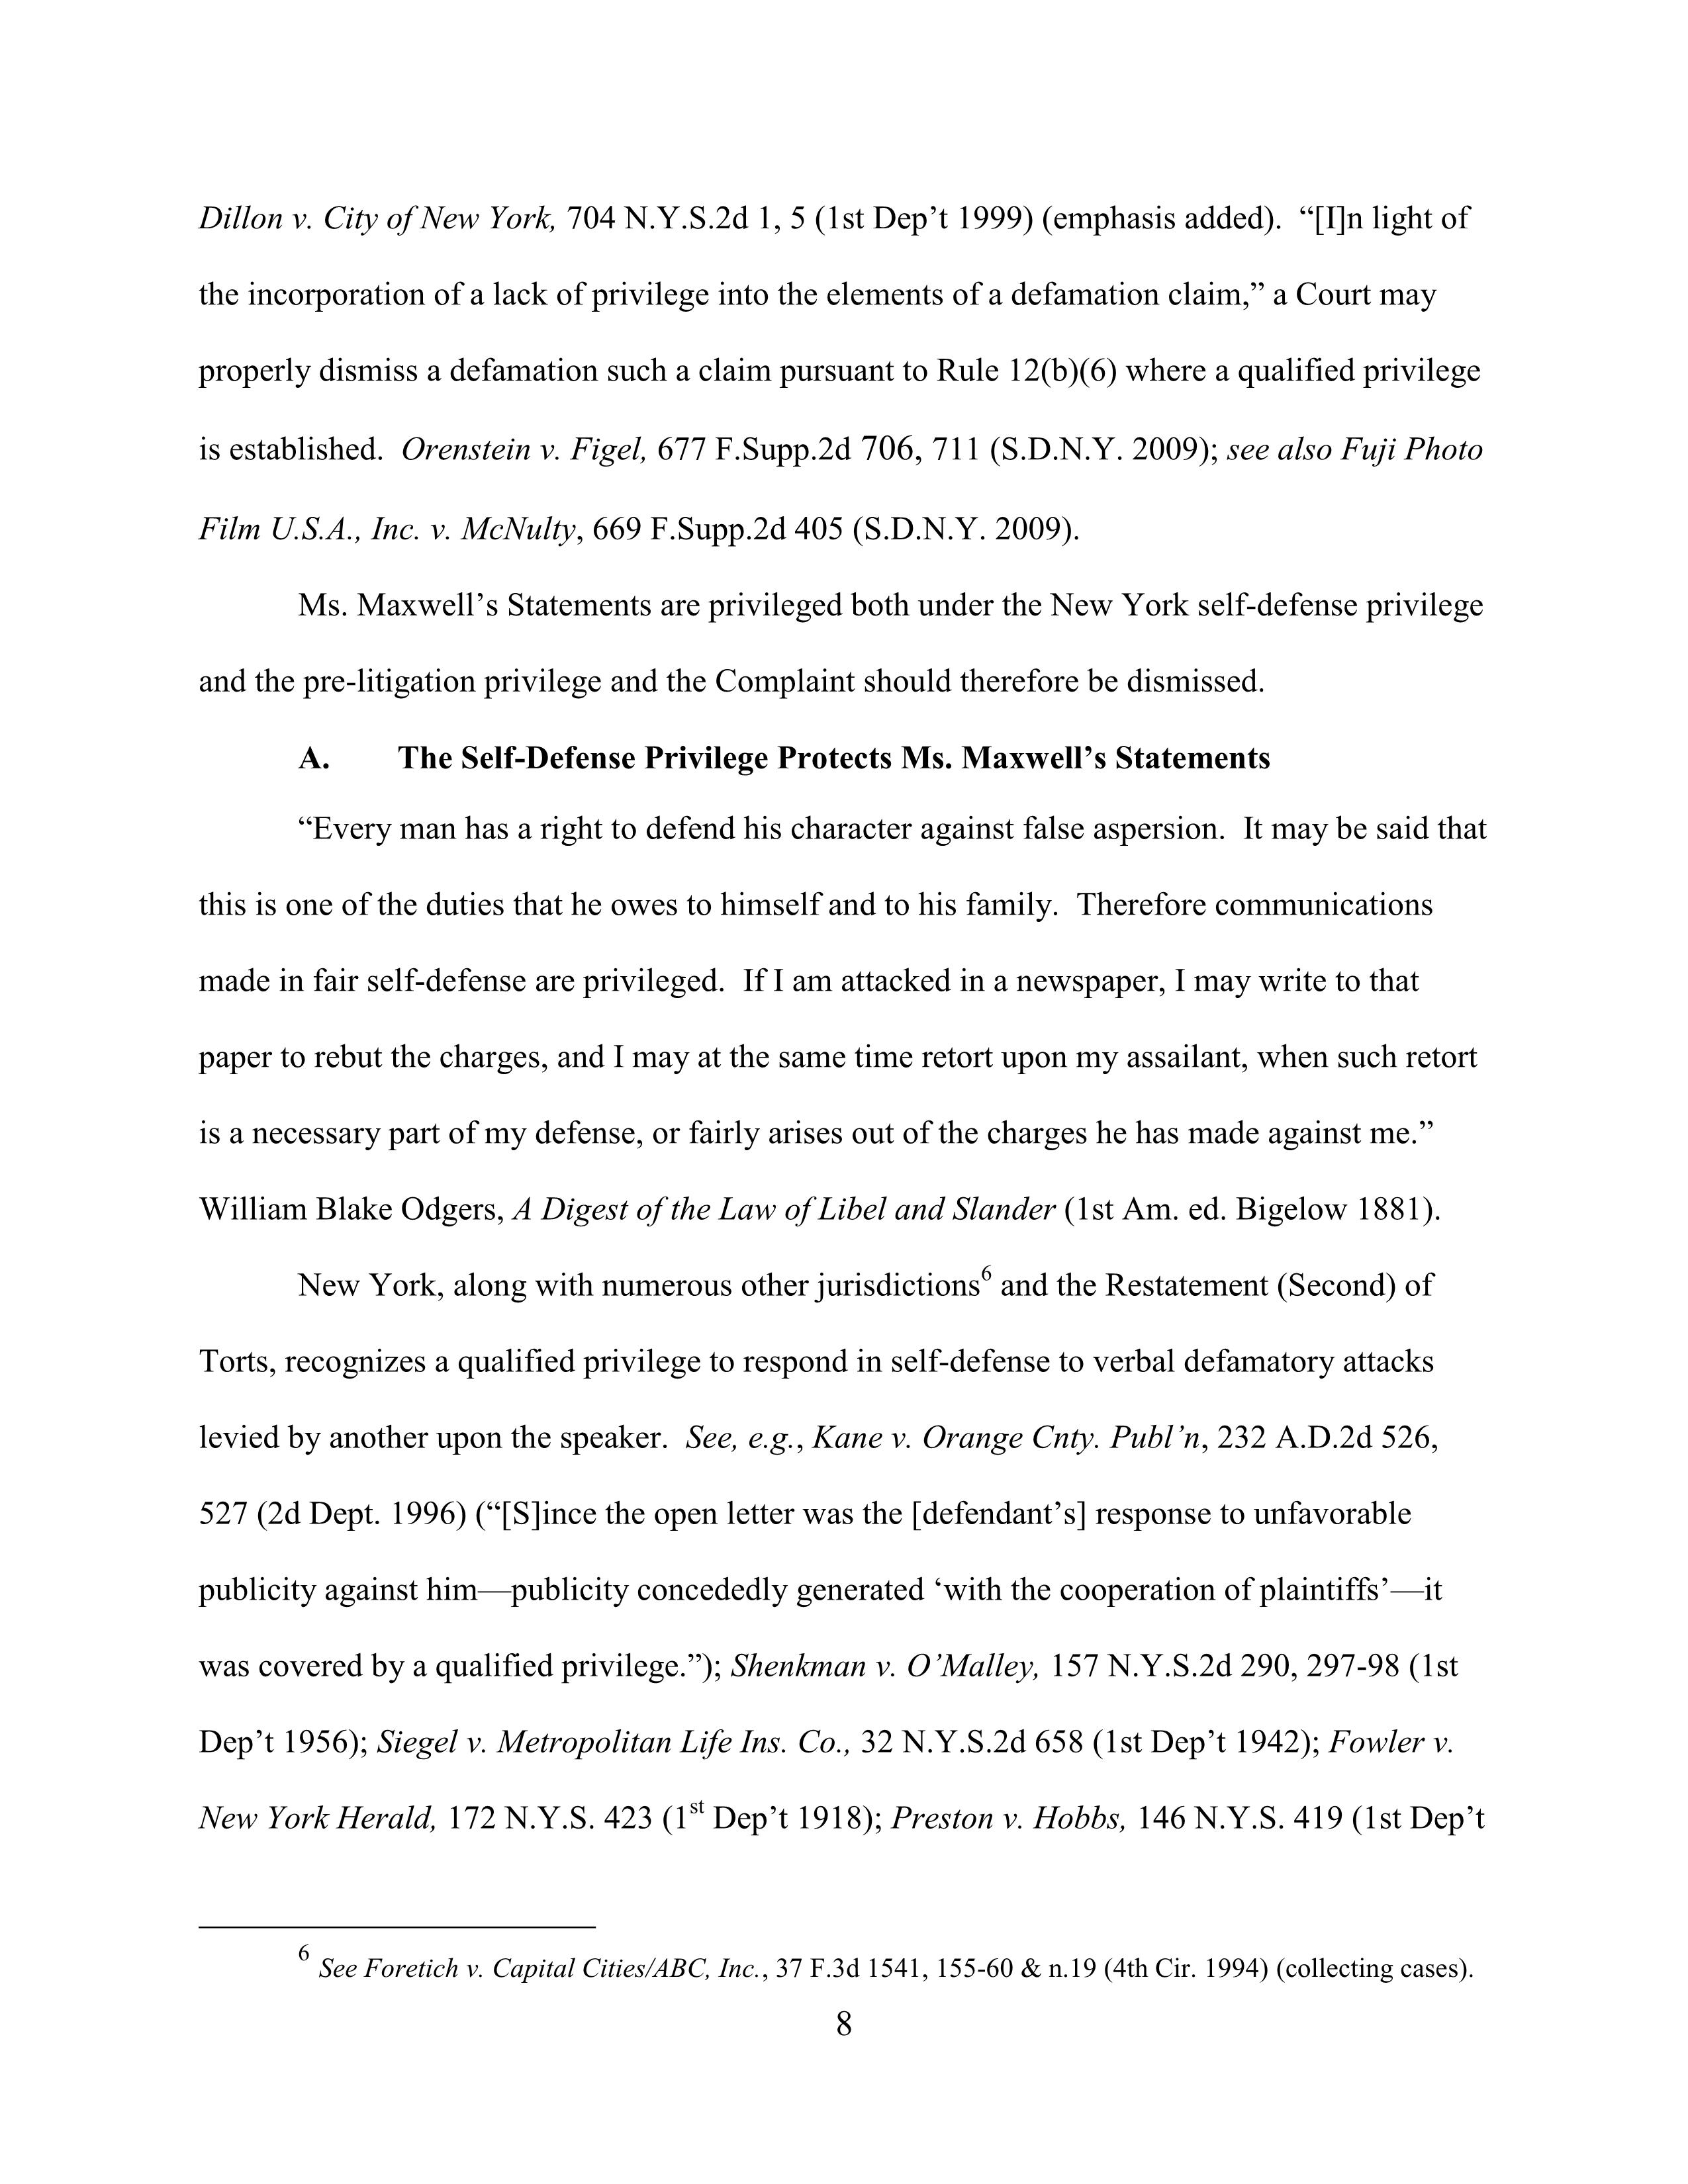 Dillon v. City of New York, 704 N.Y.S.2d 1, 5 (1st Dep’t 1999) (emphasis added).  “[I]n light of
the incorporation of a lack of privilege into the elements of a defamation claim,” a Court may
properly dismiss a defamation such a claim pursuant to Rule 12(b)(6) where a qualified privilege
is established.  Orenstein v. Figel, 677 F.Supp.2d 706, 711 (S.D.N.Y. 2009); see also Fuji Photo
Film U.S.A., Inc. v. McNulty, 669 F.Supp.2d 405 (S.D.N.Y. 2009).
Ms. Maxwell’s Statements are privileged both under the New York self-defense privilege
and the pre-litigation privilege and the Complaint should therefore be dismissed.
A. The Self-Defense Privilege Protects Ms. Maxwell’s Statements
“Every man has a right to defend his character against false aspersion.  It may be said that
this is one of the duties that he owes to himself and to his family.  Therefore communications
made in fair self-defense are privileged.  If I am attacked in a newspaper, I may write to that
paper to rebut the charges, and I may at the same time retort upon my assailant, when such retort
is a necessary part of my defense, or fairly arises out of the charges he has made against me.”
William Blake Odgers, A Digest of the Law of Libel and Slander (1st Am. ed. Bigelow 1881).
New York, along with numerous other jurisdictions6 and the Restatement (Second) of
Torts, recognizes a qualified privilege to respond in self-defense to verbal defamatory attacks
levied by another upon the speaker.  See, e.g., Kane v. Orange Cnty. Publ’n, 232 A.D.2d 526,
527 (2d Dept. 1996) (“[S]ince the open letter was the [defendant’s] response to unfavorable
publicity against him—publicity concededly generated ‘with the cooperation of plaintiffs’—it
was covered by a qualified privilege.”); Shenkman v. O’Malley, 157 N.Y.S.2d 290, 297-98 (1st
Dep’t 1956); Siegel v. Metropolitan Life Ins. Co., 32 N.Y.S.2d 658 (1st Dep’t 1942); Fowler v.
New York Herald, 172 N.Y.S. 423 (1st Dep’t 1918); Preston v. Hobbs, 146 N.Y.S. 419 (1st Dep’t
6 See Foretich v. Capital Cities/ABC, Inc., 37 F.3d 1541, 155-60 & n.19 (4th Cir. 1994) (collecting cases).
8